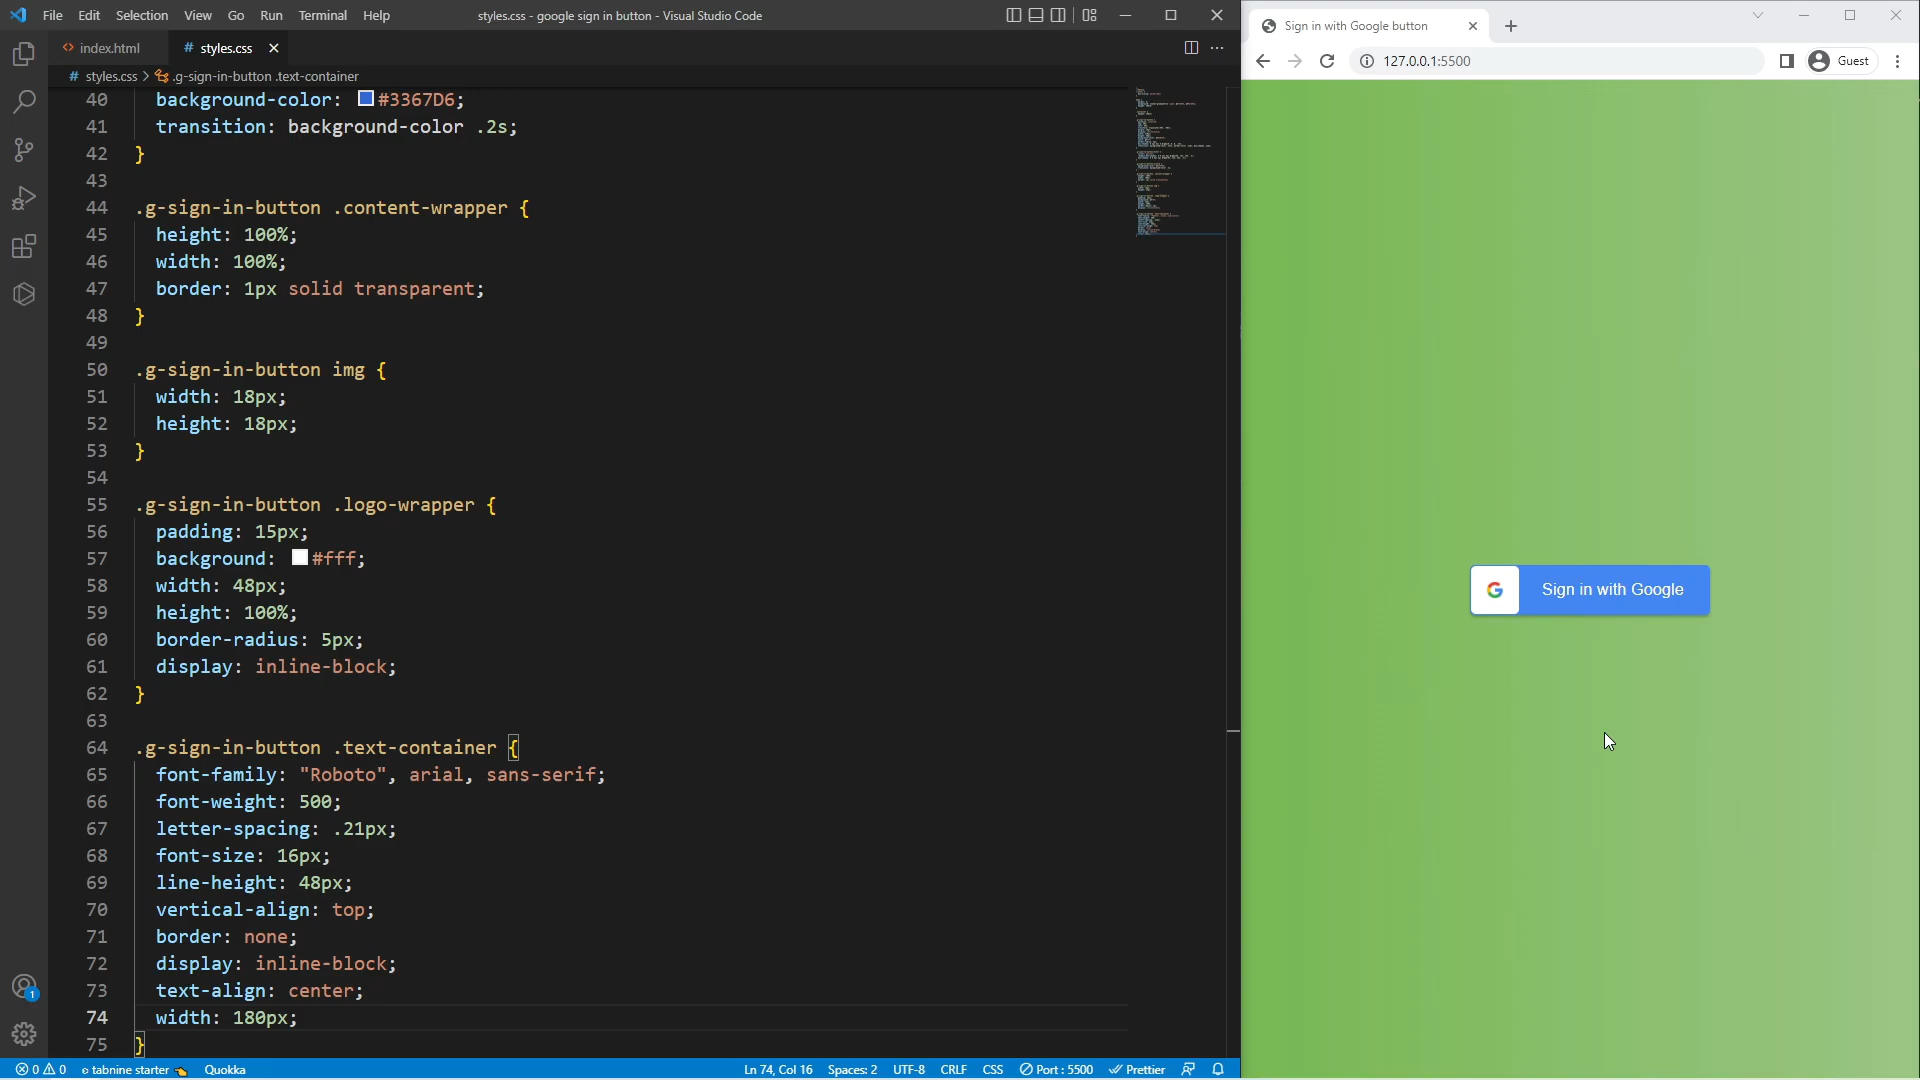 File Edit Selection View Go Run Terminal Help styles.css - google sign in button - Visual Studio Code
index.html # styles.css
# styles.css > .g-sign-in-button .text-container
40 background-color: #3367D6;
41 transition: background-color .2s;
42 }
43
44 .g-sign-in-button .content-wrapper {
45 height: 100%;
46 width: 100%;
47 border: 1px solid transparent;
48 }
49
50 .g-sign-in-button img {
51 width: 18px;
52 height: 18px;
53 }
54
55 .g-sign-in-button .logo-wrapper {
56 padding: 15px;
57 background: #fff;
58 width: 48px;
59 height: 100%;
60 border-radius: 5px;
61 display: inline-block;
62 }
63
64 .g-sign-in-button .text-container {
65 font-family: "Roboto", arial, sans-serif;
66 font-weight: 500;
67 letter-spacing: .21px;
68 font-size: 16px;
69 line-height: 48px;
70 vertical-align: top;
71 border: none;
72 display: inline-block;
73 text-align: center;
74 width: 180px;
75 }
1
0 0 tabnine starter Quokka Ln 74, Col 16 Spaces: 2 UTF-8 CRLF CSS Port : 5500 Prettier
Sign in with Google button
127.0.0.1:5500 Guest
G Sign in with Google